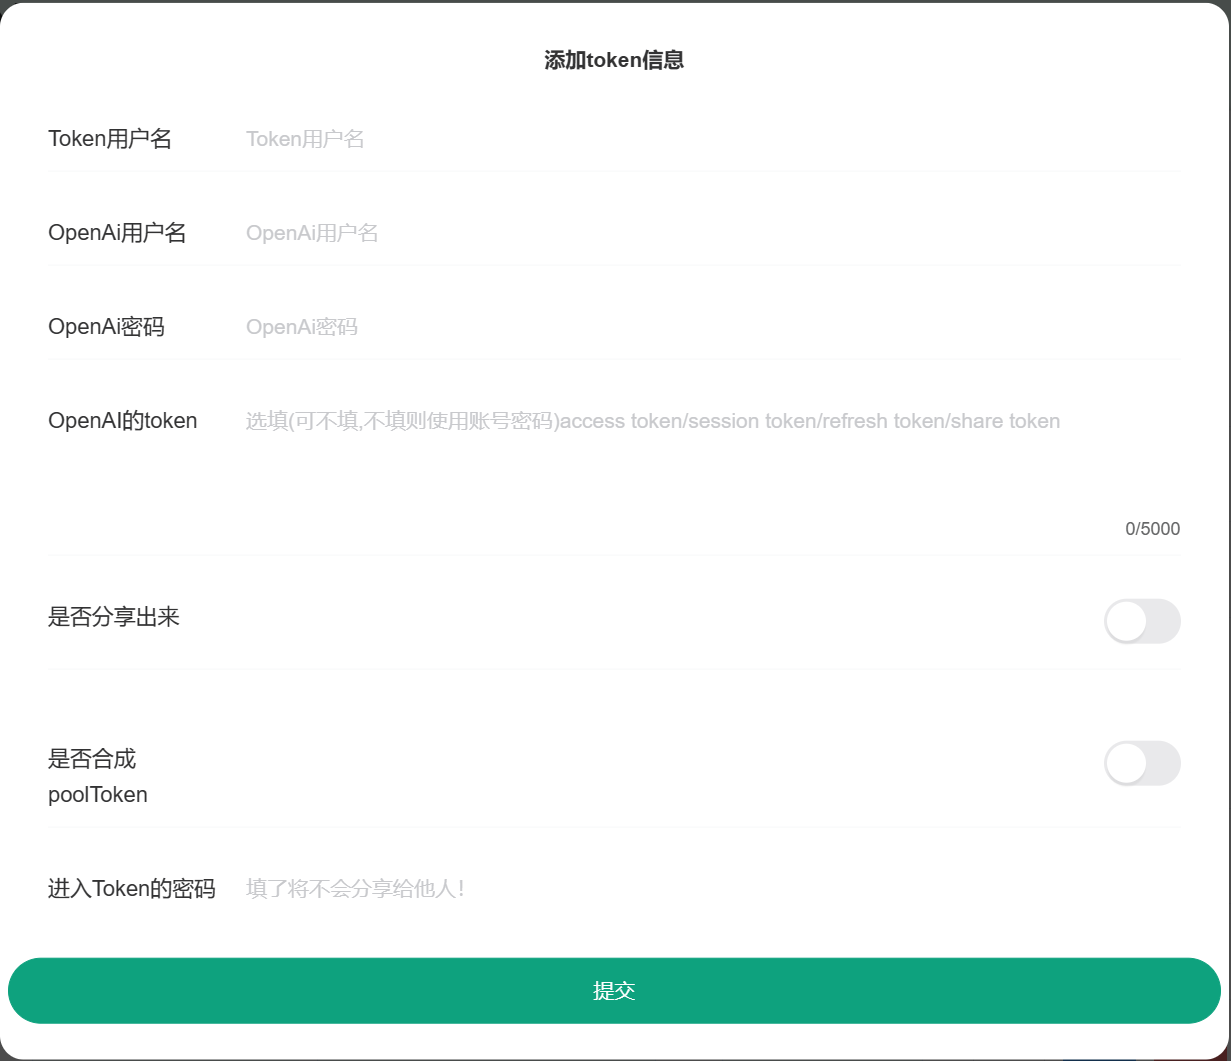 添加token信息
Token用户名 Token用户名
OpenAi用户名 OpenAi用户名
OpenAi密码 OpenAi密码
OpenAI的token 选填(可不填,不填则使用账号密码)access token/session token/refresh token/share token
0/5000
是否分享出来
是否合成
poolToken
进入Token的密码 填了将不会分享给他人!
提交